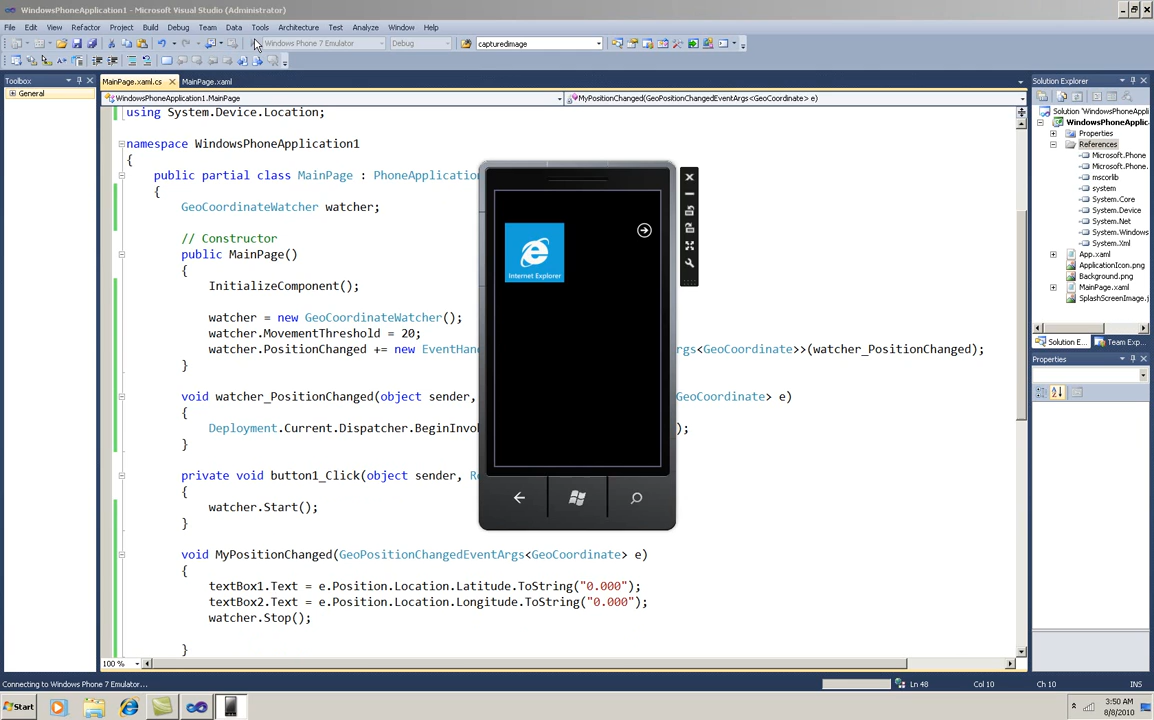 WindowsPhoneApplication1 - Microsoft Visual Studio (Administrator)
File Edit View Refactor Project Build Debug Team Data Tools Architecture Test Analyze Window Help
Windows Phone 7 Emulator Debug capturedimage
Toolbox
General
MainPage.xaml.cs MainPage.xaml
WindowsPhoneApplication1.MainPage MyPositionChanged(GeoPositionChangedEventArgs<GeoCoordinate> e)
using System.Device.Location;
namespace WindowsPhoneApplication1
{
public partial class MainPage : PhoneApplication
{
GeoCoordinateWatcher watcher;
// Constructor
public MainPage()
{
InitializeComponent();
watcher = new GeoCoordinateWatcher();
watcher.MovementThreshold = 20;
watcher.PositionChanged += new EventHan rgs<GeoCoordinate>>(watcher_PositionChanged);
}
void watcher_PositionChanged(object sender, GeoCoordinate> e)
{
Deployment.Current.Dispatcher.BeginInvo );
}
private void button1_Click(object sender, R
{
watcher.Start();
}
void MyPositionChanged(GeoPositionChangedEventArgs<GeoCoordinate> e)
{
textBox1.Text = e.Position.Location.Latitude.ToString("0.000");
textBox2.Text = e.Position.Location.Longitude.ToString("0.000");
watcher.Stop();
}
100 %
Internet Explorer
Solution Explorer
Solution 'WindowsPhoneAppli
WindowsPhoneApplic
Properties
References
Microsoft.Phone
Microsoft.Phone.
mscorlib
system
System.Core
System.Device
System.Net
System.Windows
System.Xml
App.xaml
ApplicationIcon.png
Background.png
MainPage.xaml
SplashScreenImage.j
Solution E... Team Exp...
Properties
Connecting to Windows Phone 7 Emulator... Ln 48 Col 10 Ch 10 INS
Start
3:50 AM
8/8/2010